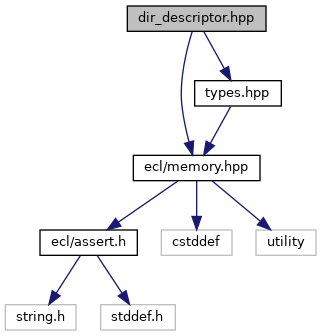 dir_descriptor.hpp
types.hpp
ecl/memory.hpp
ecl/assert.h
cstddef
utility
string.h
stddef.h